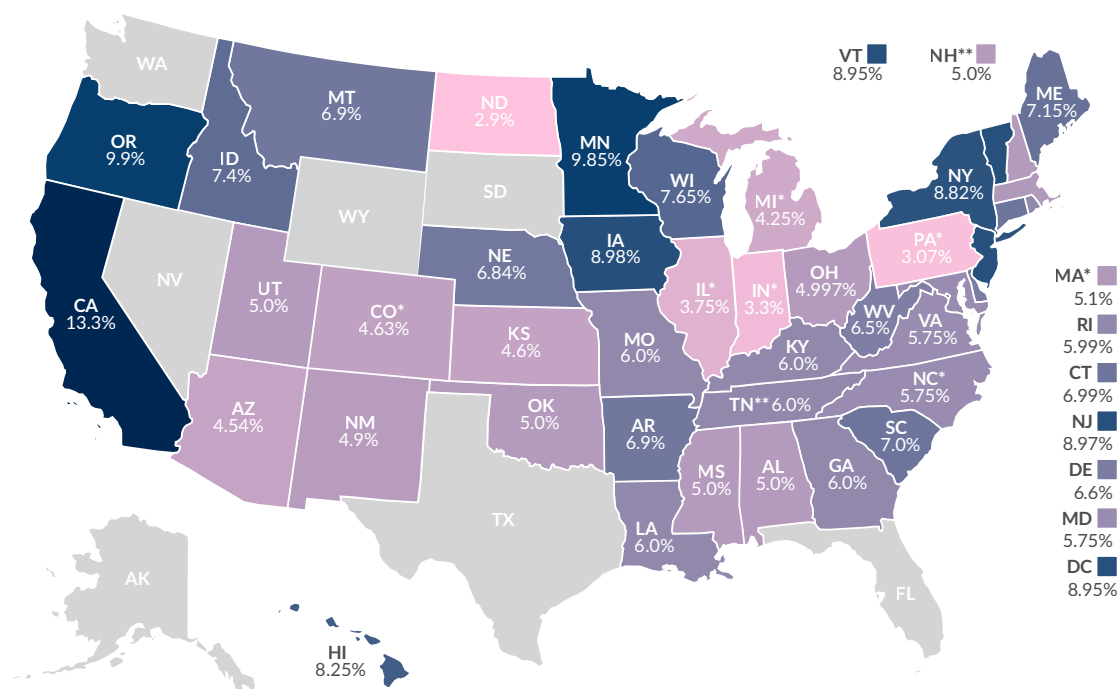 VT
8.95%
NH**
5.0%
WA
MT
6.9%
ND
2.9%
ME
7.15%
OR
9.9%
ID
7.4%
MN
9.85%
SD
WI
7.65%
NY
8.82%
MI*
4.25%
WY
PA*
3.07%
IA
8.98%
NE
6.84%
NV
UT
5.0%
CO*
4.63%
IL*
3.75%
IN*
3.3%
OH
4.997%
CA
13.3%
WV
6.5%
VA
5.75%
MA*
5.1%
RI
5.99%
KS
4.6%
MO
6.0%
KY
6.0%
CT
6.99%
NC*
5.75%
AZ
4.54%
NM
4.9%
OK
5.0%
TN** 6.0%
AR
6.9%
SC
7.0%
NJ
8.97%
MS
5.0%
AL
5.0%
GA
6.0%
DE
6.6%
TX
LA
6.0%
MD
5.75%
AK
FL
DC
8.95%
HI
8.25%